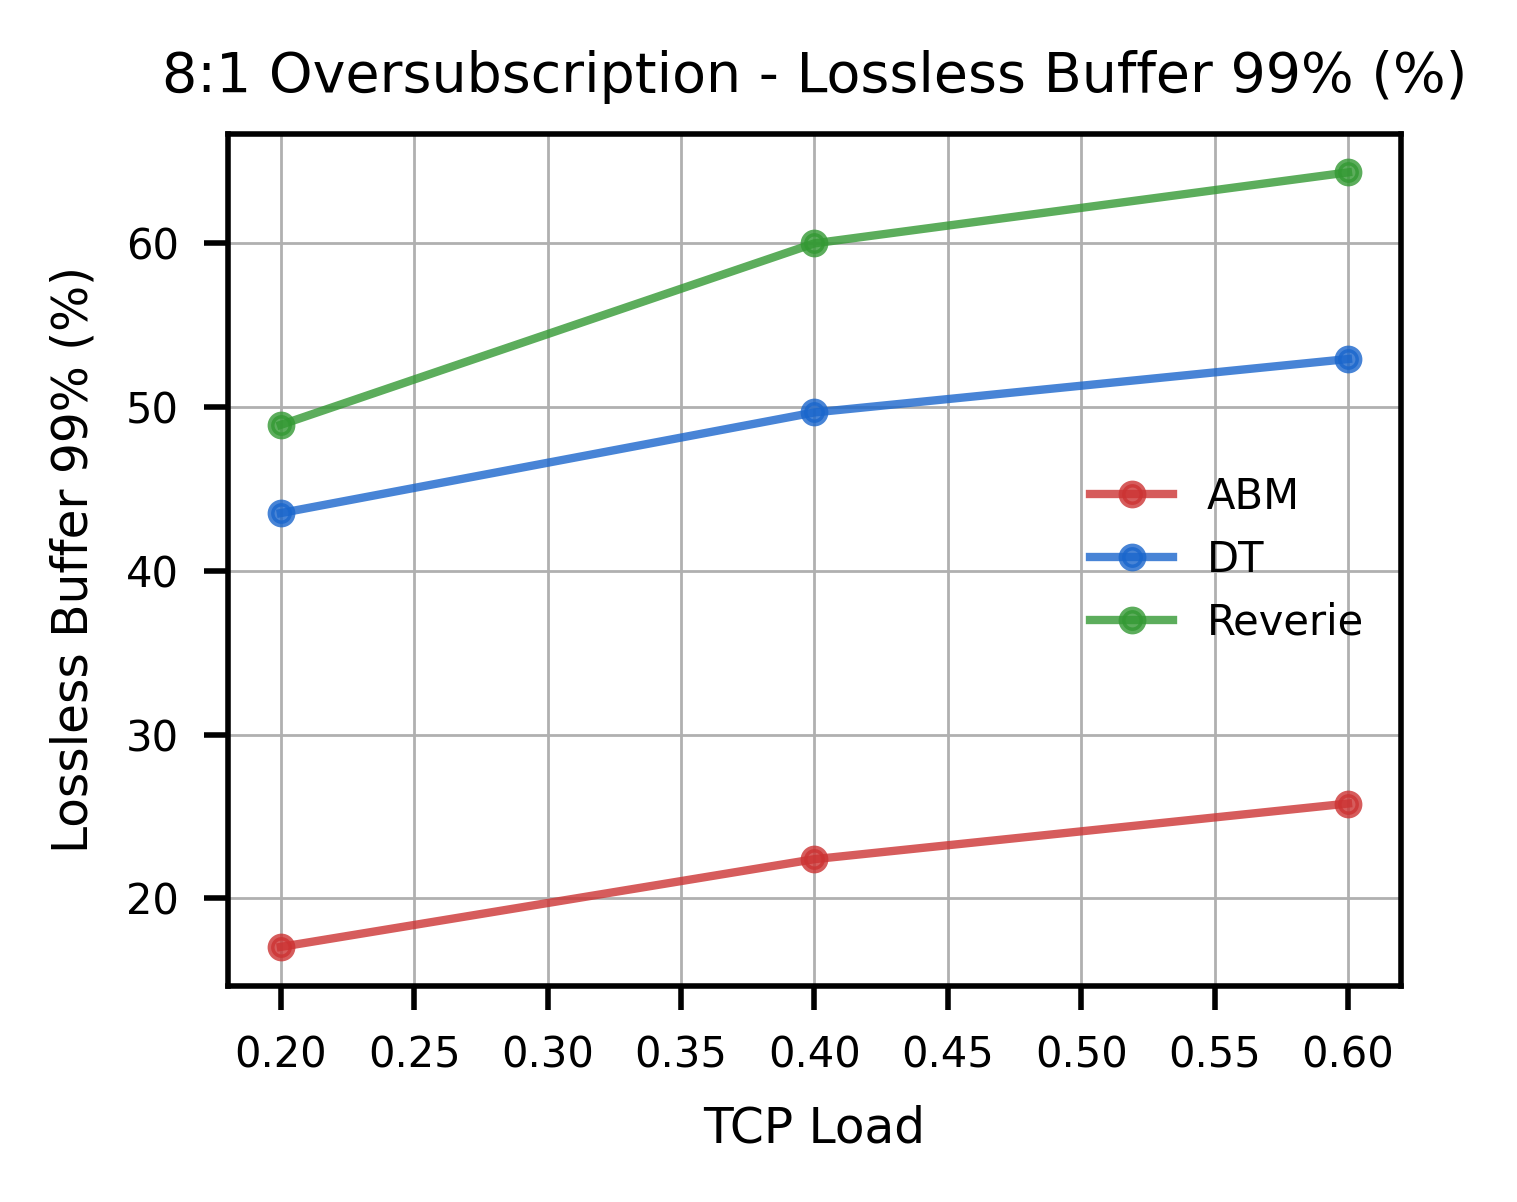 8:1 Oversubscription - Lossless Buffer 99% (%)
Lossless Buffer 99% (%)
60
50
40
30
20
ABM
DT
Reverie
0.20 0.25 0.30 0.35 0.40 0.45 0.50 0.55 0.60
TCP Load